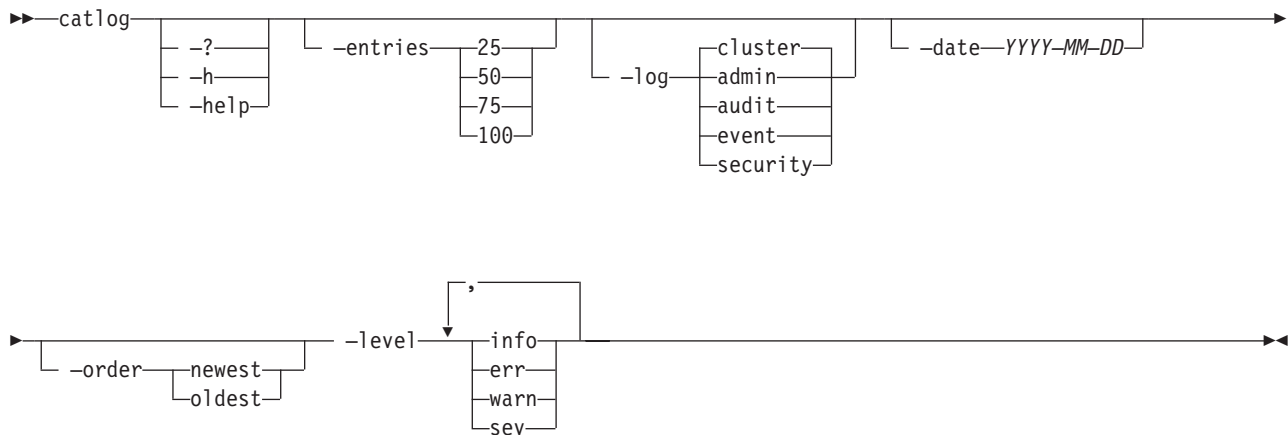 catlog
–?
–h
–help
–entries 25
50
75
100
–log cluster
admin
audit
event
security
–date YYYY–MM–DD
–order newest
oldest
–level , info
err
warn
sev